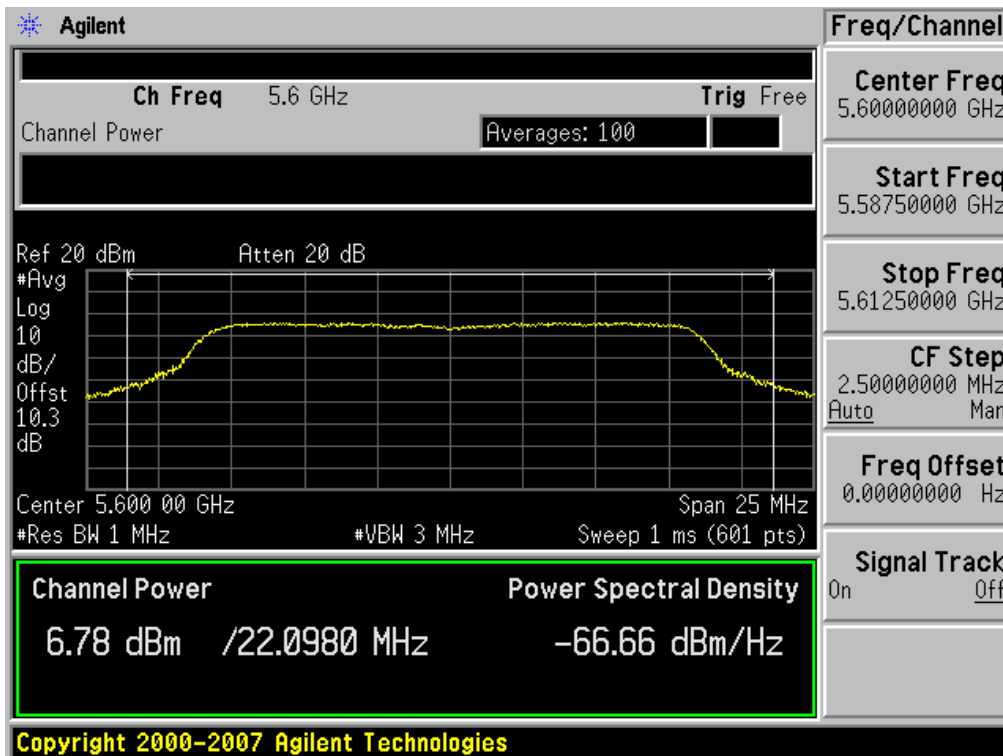 Agilent
Freq/Channel
Ch Freq 5.6 GHz Trig Free
Channel Power Averages: 100
Ref 20 dBm Atten 20 dB
#Avg
Log
10
dB/
Offst
10.3
dB
Center 5.600 00 GHz Span 25 MHz
#Res BW 1 MHz #VBW 3 MHz Sweep 1 ms (601 pts)
Channel Power Power Spectral Density
6.78 dBm /22.0980 MHz -66.66 dBm/Hz
Center Freq
5.60000000 GHz
Start Freq
5.58750000 GHz
Stop Freq
5.61250000 GHz
CF Step
2.50000000 MHz
Auto Man
Freq Offset
0.00000000 Hz
Signal Track
On Off
Copyright 2000-2007 Agilent Technologies